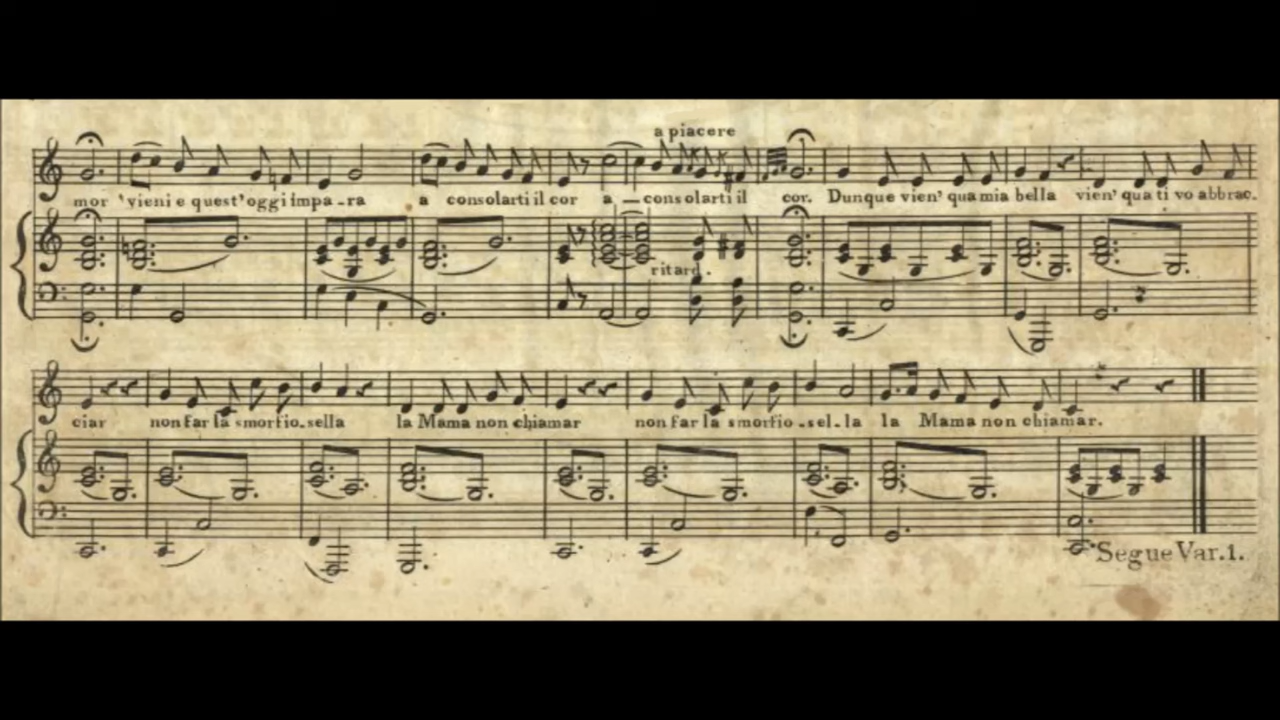 a piacere
mor 'vieni e quest'oggi impa-ra a consolarti il cor a — consolarti il cor. Dunque vien' qua mia bella vien' qua ti vo abbrac.
ritard.
ciar non far la smorfio-sella la Mama non chiamar non far la smorfio-sel-la la Mama non chiamar.
Segue Var.1.